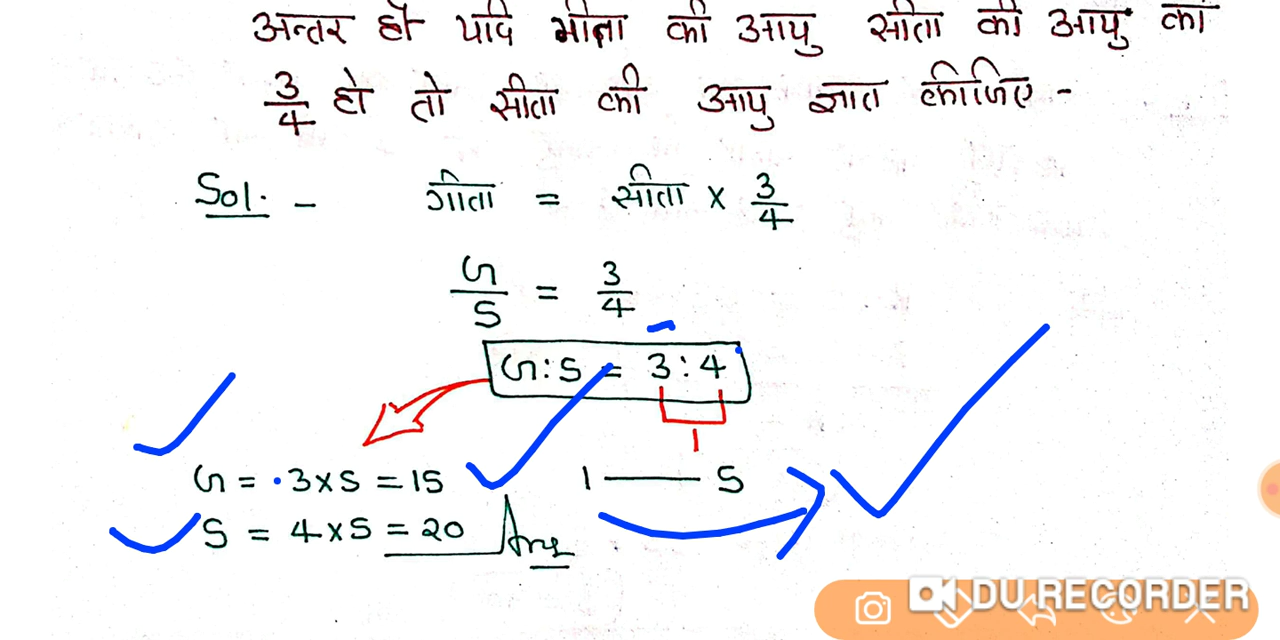 अन्तर हो यदि गीता की आयु सीता की आयु का
3/4 हो तो सीता की आयु ज्ञात कीजिए -
Sol. - गीता = सीता × 3/4
G/S = 3/4
G:S = 3:4
1
G = 3×5 = 15 1 — 5
S = 4×5 = 20 Ans
DU RECORDER